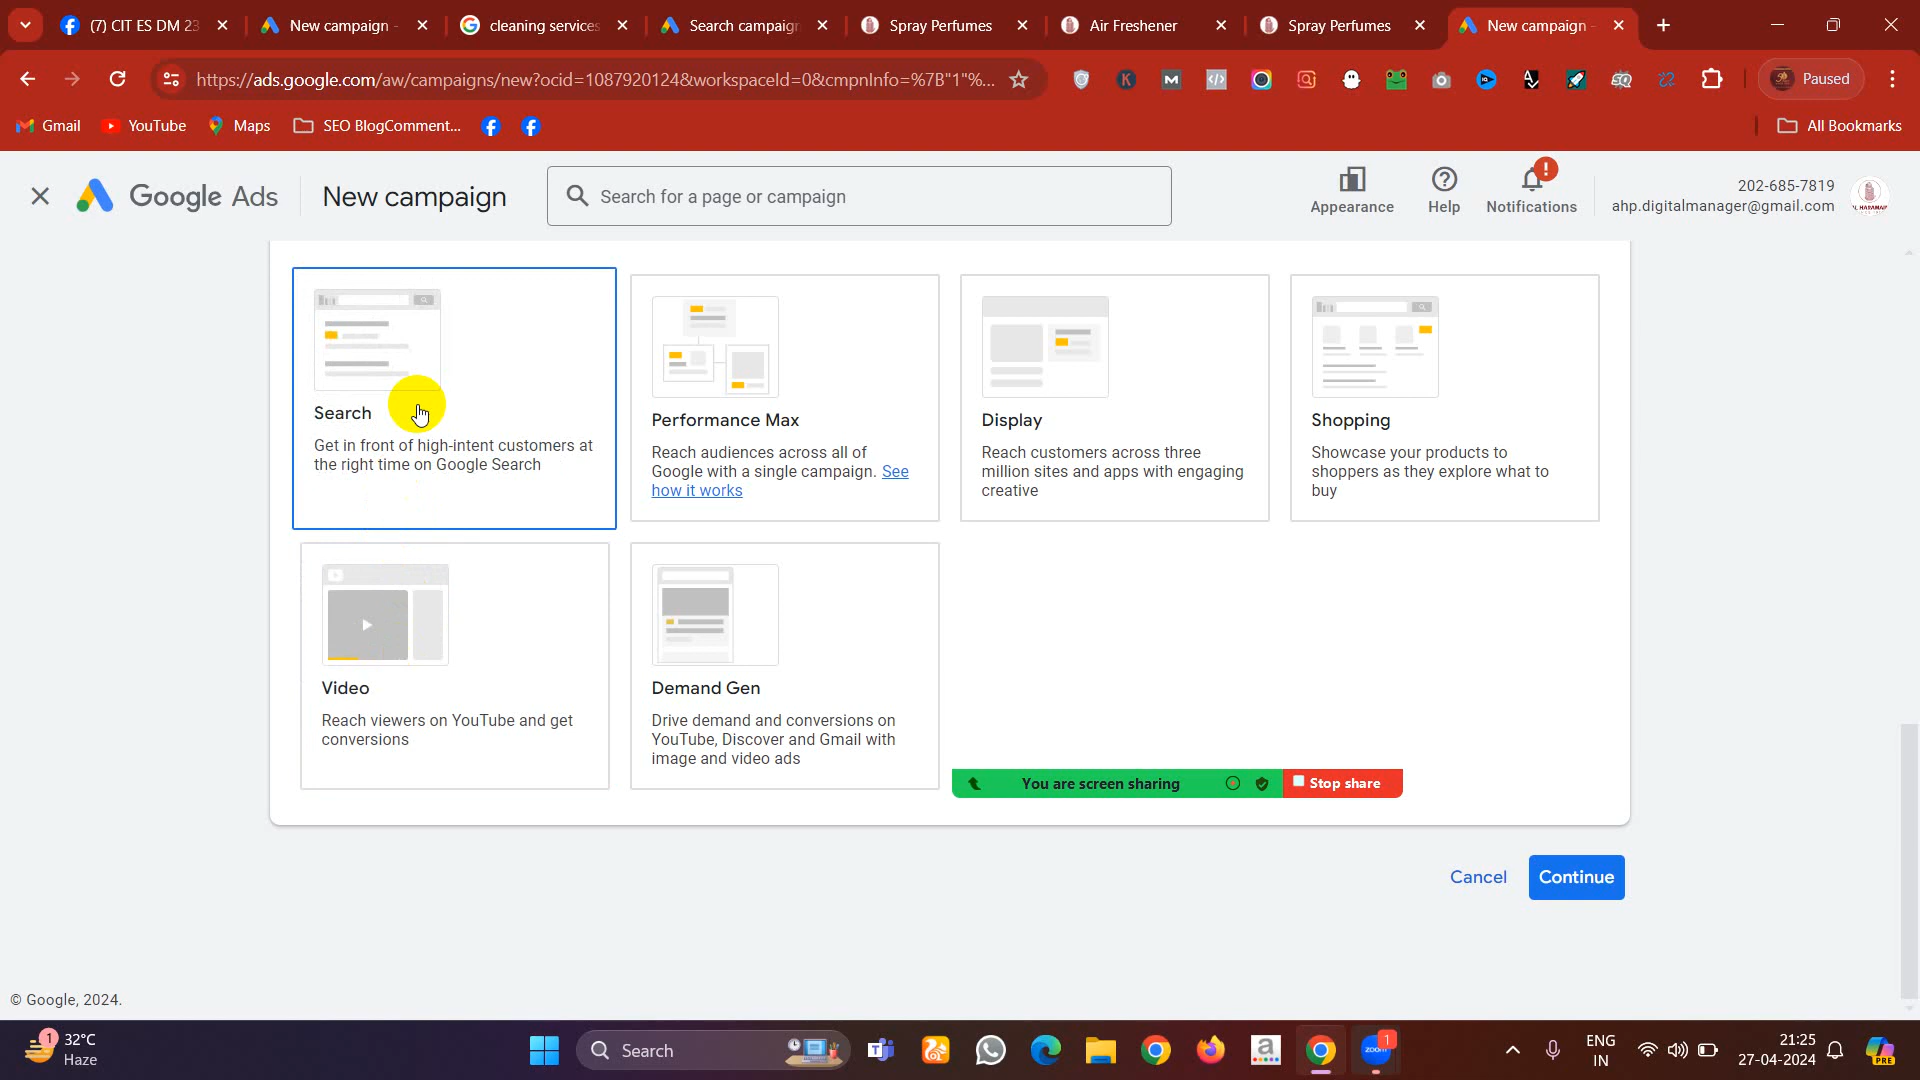 (7) CIT ES DM 23
New campaign -
cleaning services
Search campaign
Spray Perfumes
Air Freshener
Spray Perfumes
New campaign -
https://ads.google.com/aw/campaigns/new?ocid=1087920124&workspaceId=0&cmpnInfo=%7B"1"%...
Paused
Gmail
YouTube
Maps
SEO BlogComment...
All Bookmarks
Google Ads
New campaign
Search for a page or campaign
Appearance
Help
Notifications
202-685-7819
ahp.digitalmanager@gmail.com
Search
Get in front of high-intent customers at
the right time on Google Search
Performance Max
Reach audiences across all of
Google with a single campaign. See
how it works
Display
Reach customers across three
million sites and apps with engaging
creative
Shopping
Showcase your products to
shoppers as they explore what to
buy
Video
Reach viewers on YouTube and get
conversions
Demand Gen
Drive demand and conversions on
YouTube, Discover and Gmail with
image and video ads
You are screen sharing
Stop share
Cancel
Continue
© Google, 2024.
1
32°C
Haze
Search
zoom
1
ENG
IN
21:25
27-04-2024
PRE